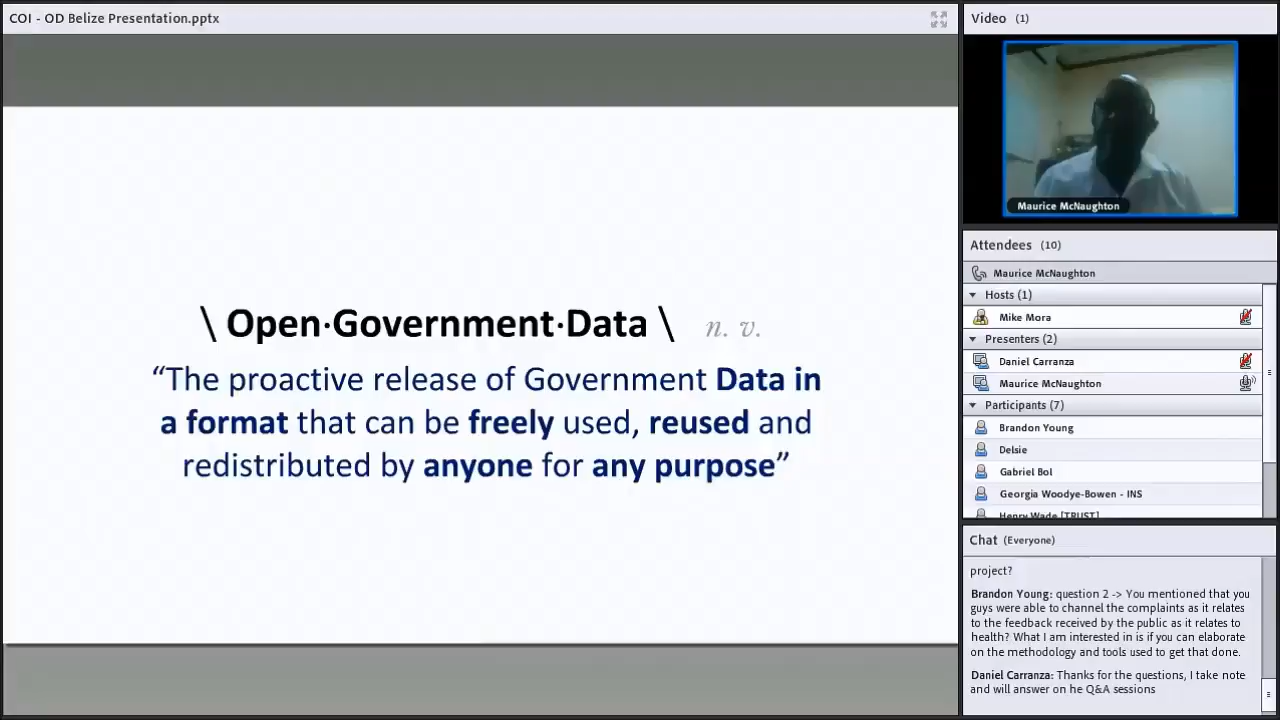 COI - OD Belize Presentation.pptx
\ Open·Government·Data \ n. v.
“The proactive release of Government Data in
a format that can be freely used, reused and
redistributed by anyone for any purpose”
Video (1)
Maurice McNaughton
Attendees (10)
Maurice McNaughton
Hosts (1)
Mike Mora
Presenters (2)
Daniel Carranza
Maurice McNaughton
Participants (7)
Brandon Young
Delsie
Gabriel Bol
Georgia Woodye-Bowen - INS
Henry Wade [TRUST]
Chat (Everyone)
project?
Brandon Young: question 2 -> You mentioned that you
guys were able to channel the complaints as it relates
to the feedback received by the public as it relates to
health? What I am interested in is if you can elaborate
on the methodology and tools used to get that done.
Daniel Carranza: Thanks for the questions, I take note
and will answer on he Q&A sessions